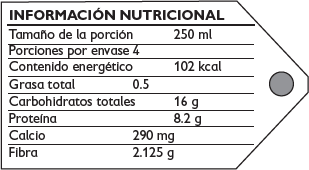 INFORMACIÓN NUTRICIONAL
Tamaño de la porción 250 ml
Porciones por envase 4
Contenido energético 102 kcal
Grasa total 0.5
Carbohidratos totales 16 g
Proteína 8.2 g
Calcio 290 mg
Fibra 2.125 g